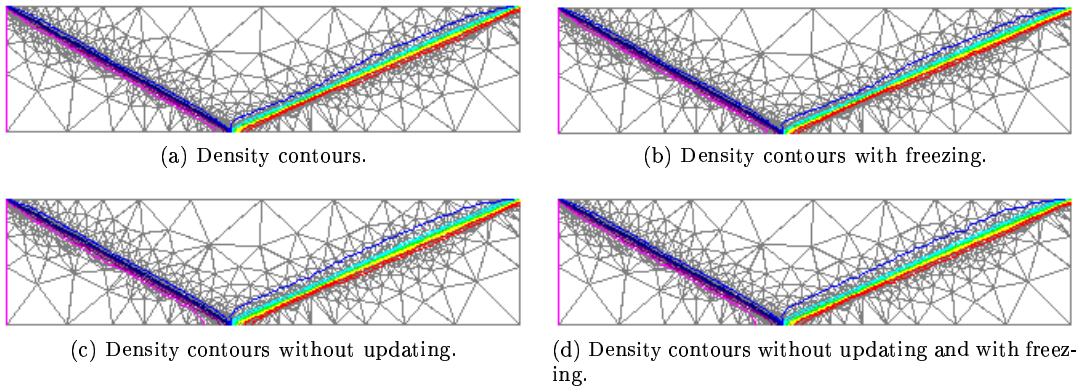 (a) Density contours.
(b) Density contours with freezing.
(c) Density contours without updating.
(d) Density contours without updating and with freez-
ing.